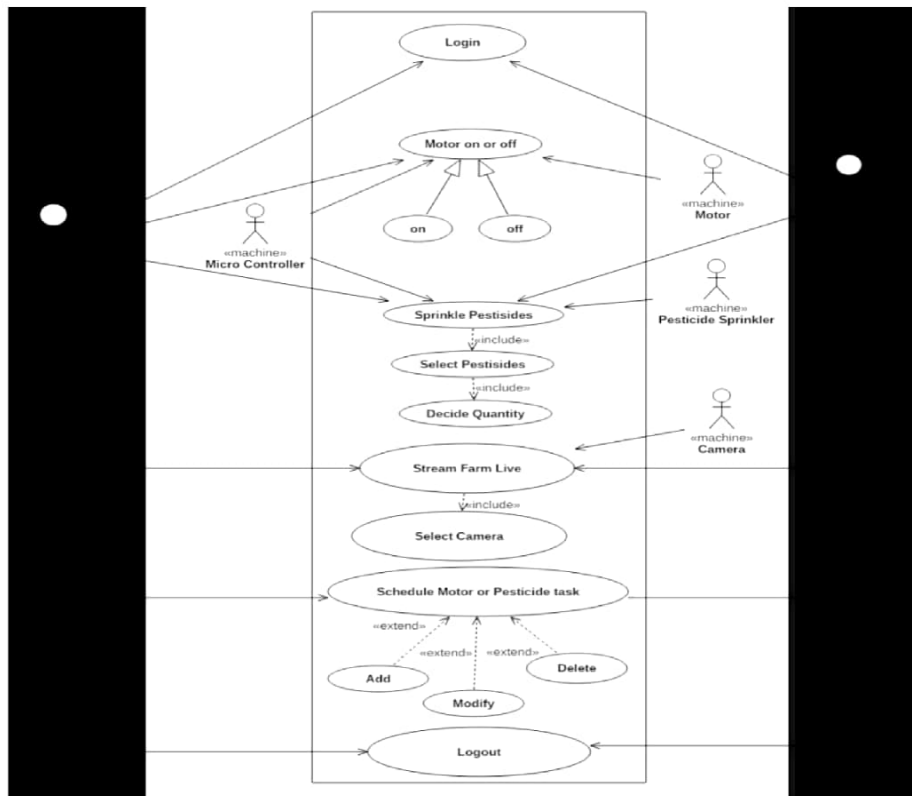 Login
Motor on or off
on
off
«machine»
Micro Controller
«machine»
Motor
Sprinkle Pestisides
«machine»
Pesticide Sprinkler
«include»
Select Pestisides
«include»
Decide Quantity
«machine»
Camera
Stream Farm Live
«include»
Select Camera
Schedule Motor or Pesticide task
«extend»
«extend»
«extend»
Add
Delete
Modify
Logout